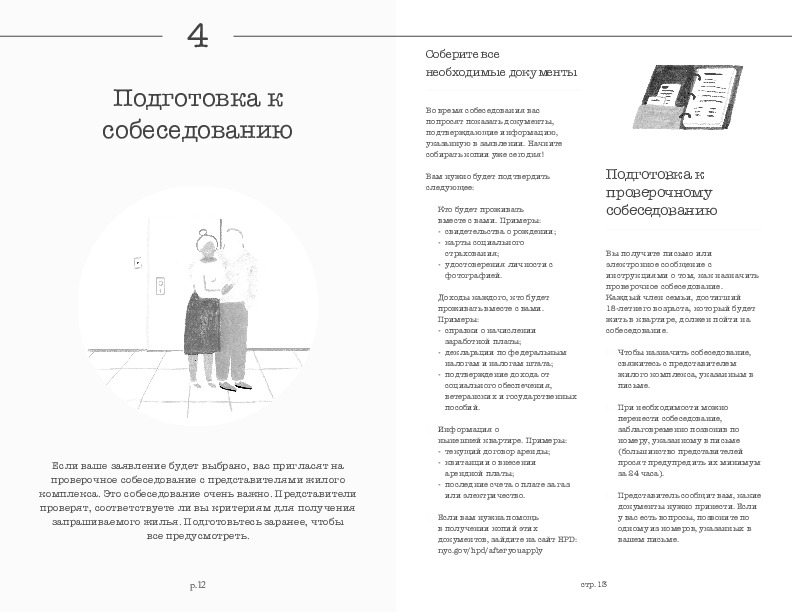 4
Подготовка к
собеседованию
Если ваше заявление будет выбрано, вас пригласят на
проверочное собеседование с представителями жилого
комплекса. Это собеседование очень важно. Представители
проверят, соответствуете ли вы критериям для получения
запрашиваемого жилья. Подготовьтесь заранее, чтобы
все предусмотреть.
р.12
Соберите все
необходимые документы
Во время собеседования вас
попросят показать документы,
подтверждающие информацию,
указанную в заявлении. Начните
собирать копии уже сегодня!
Вам нужно будет подтвердить
следующее:
Кто будет проживать
вместе с вами. Примеры:
• свидетельства о рождении;
• карты социального
страхования;
• удостоверения личности с
фотографией.
Доходы каждого, кто будет
проживать вместе с вами.
Примеры:
• справки о начислении
заработной платы;
• декларации по федеральным
налогам и налогам штата;
• подтверждение дохода от
социального обеспечения,
ветеранских и государственных
пособий.
Информация о
нынешней квартире. Примеры:
• текущий договор аренды;
• квитанции о внесении
арендной платы;
• последние счета о плате за газ
или электричество.
Если вам нужна помощь
в получении копий этих
документов, зайдите на сайт HPD:
nyc.gov/hpd/afteryouapply
Подготовка к
проверочному
собеседованию
Вы получите письмо или
электронное сообщение с
инструкциями о том, как назначить
проверочное собеседование.
Каждый член семьи, достигший
18-летнего возраста, который будет
жить в квартире, должен пойти на
собеседование.
Чтобы назначить собеседование,
свяжитесь с представителем
жилого комплекса, указанным в
письме.
При необходимости можно
перенести собеседование,
заблаговременно позвонив по
номеру, указанному в письме
(большинство представителей
просят предупредить их минимум
за 24 часа).
Представитель сообщит вам, какие
документы нужно принести. Если
у вас есть вопросы, позвоните по
одному из номеров, указанных в
вашем письме.
стр. 13